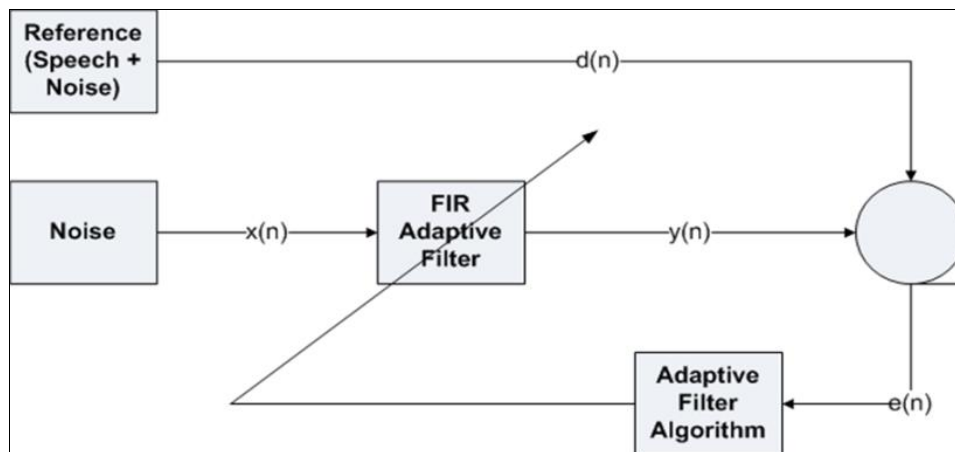 Reference
(Speech +
Noise)
d(n)
Noise
x(n)
FIR
Adaptive
Filter
y(n)
Adaptive
Filter
Algorithm
e(n)